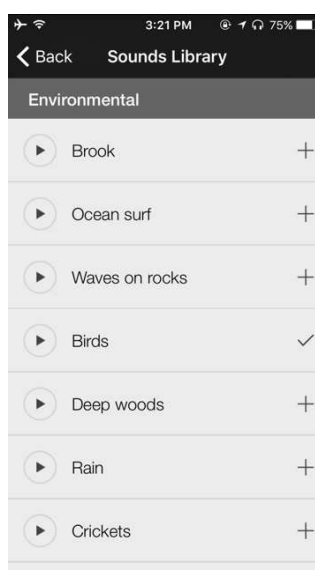 3:21 PM 75%
Back Sounds Library
Environmental
Brook
Ocean surf
Waves on rocks
Birds
Deep woods
Rain
Crickets